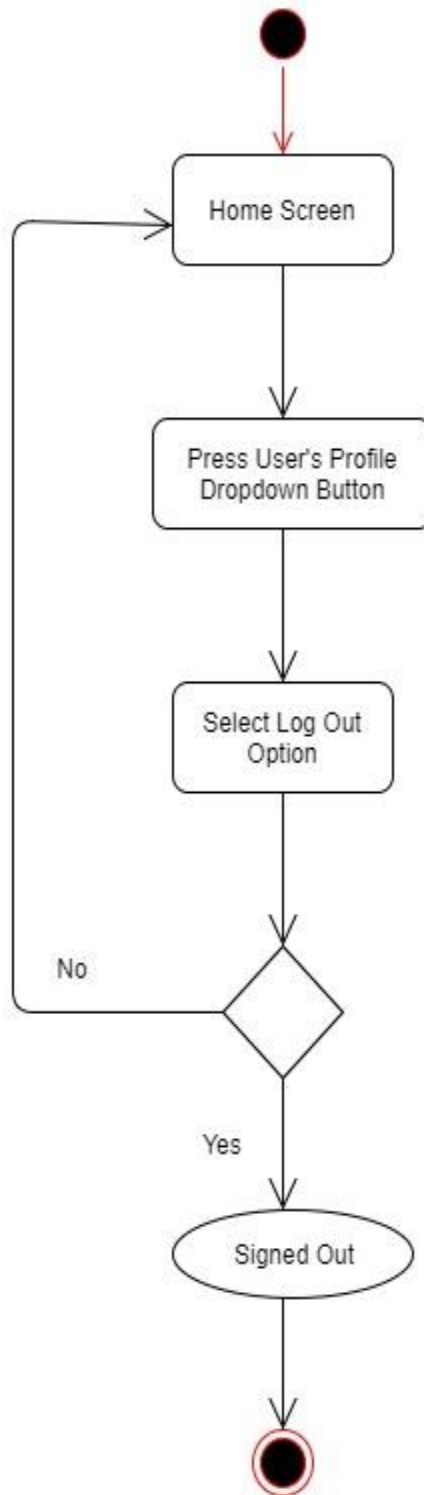 Home Screen
Press User's Profile
Dropdown Button
Select Log Out
Option
No
Yes
Signed Out